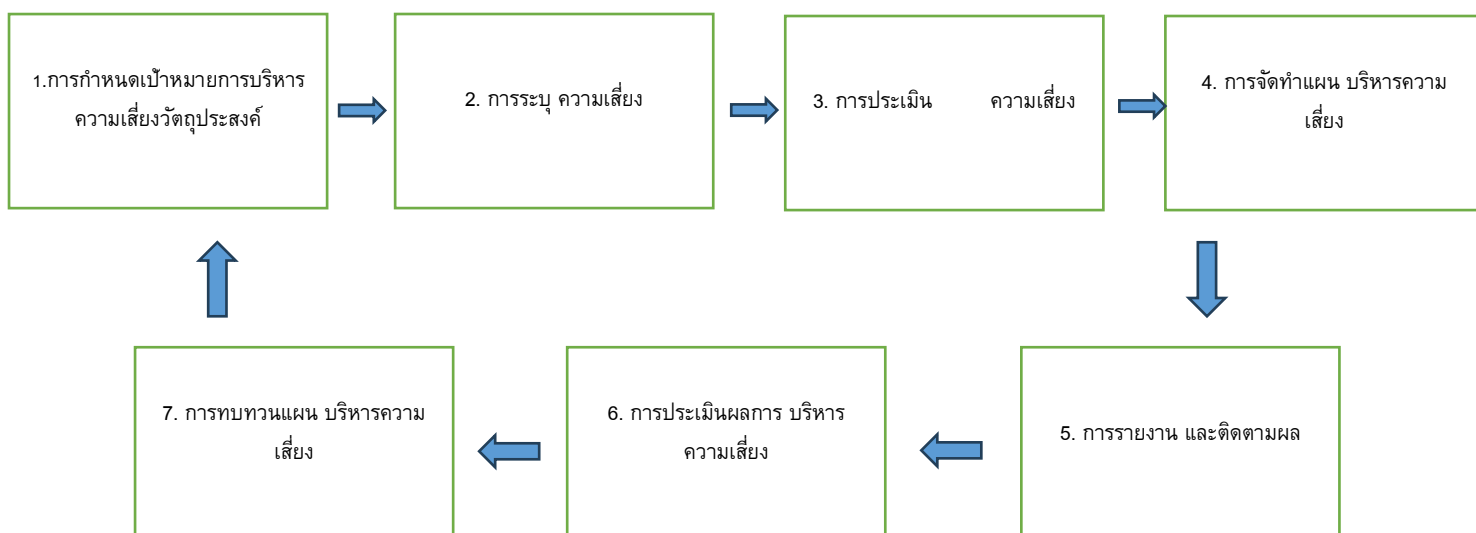 1.การกำหนดเป้าหมายการบริหาร
ความเสี่ยงวัตถุประสงค์
2. การระบุ ความเสี่ยง
3. การประเมิน ความเสี่ยง
4. การจัดทำแผน บริหารความ
เสี่ยง
5. การรายงาน และติดตามผล
6. การประเมินผลการ บริหาร
ความเสี่ยง
7. การทบทวนแผน บริหารความ
เสี่ยง